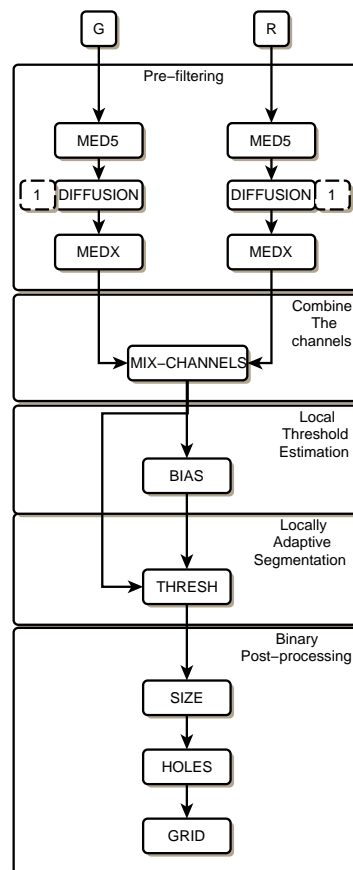 G R
Pre−filtering
MED5 MED5
1 DIFFUSION DIFFUSION 1
MEDX MEDX
Combine
The
channels
MIX−CHANNELS
Local
Threshold
Estimation
BIAS
Locally
Adaptive
Segmentation
THRESH
Binary
Post−processing
SIZE
HOLES
GRID